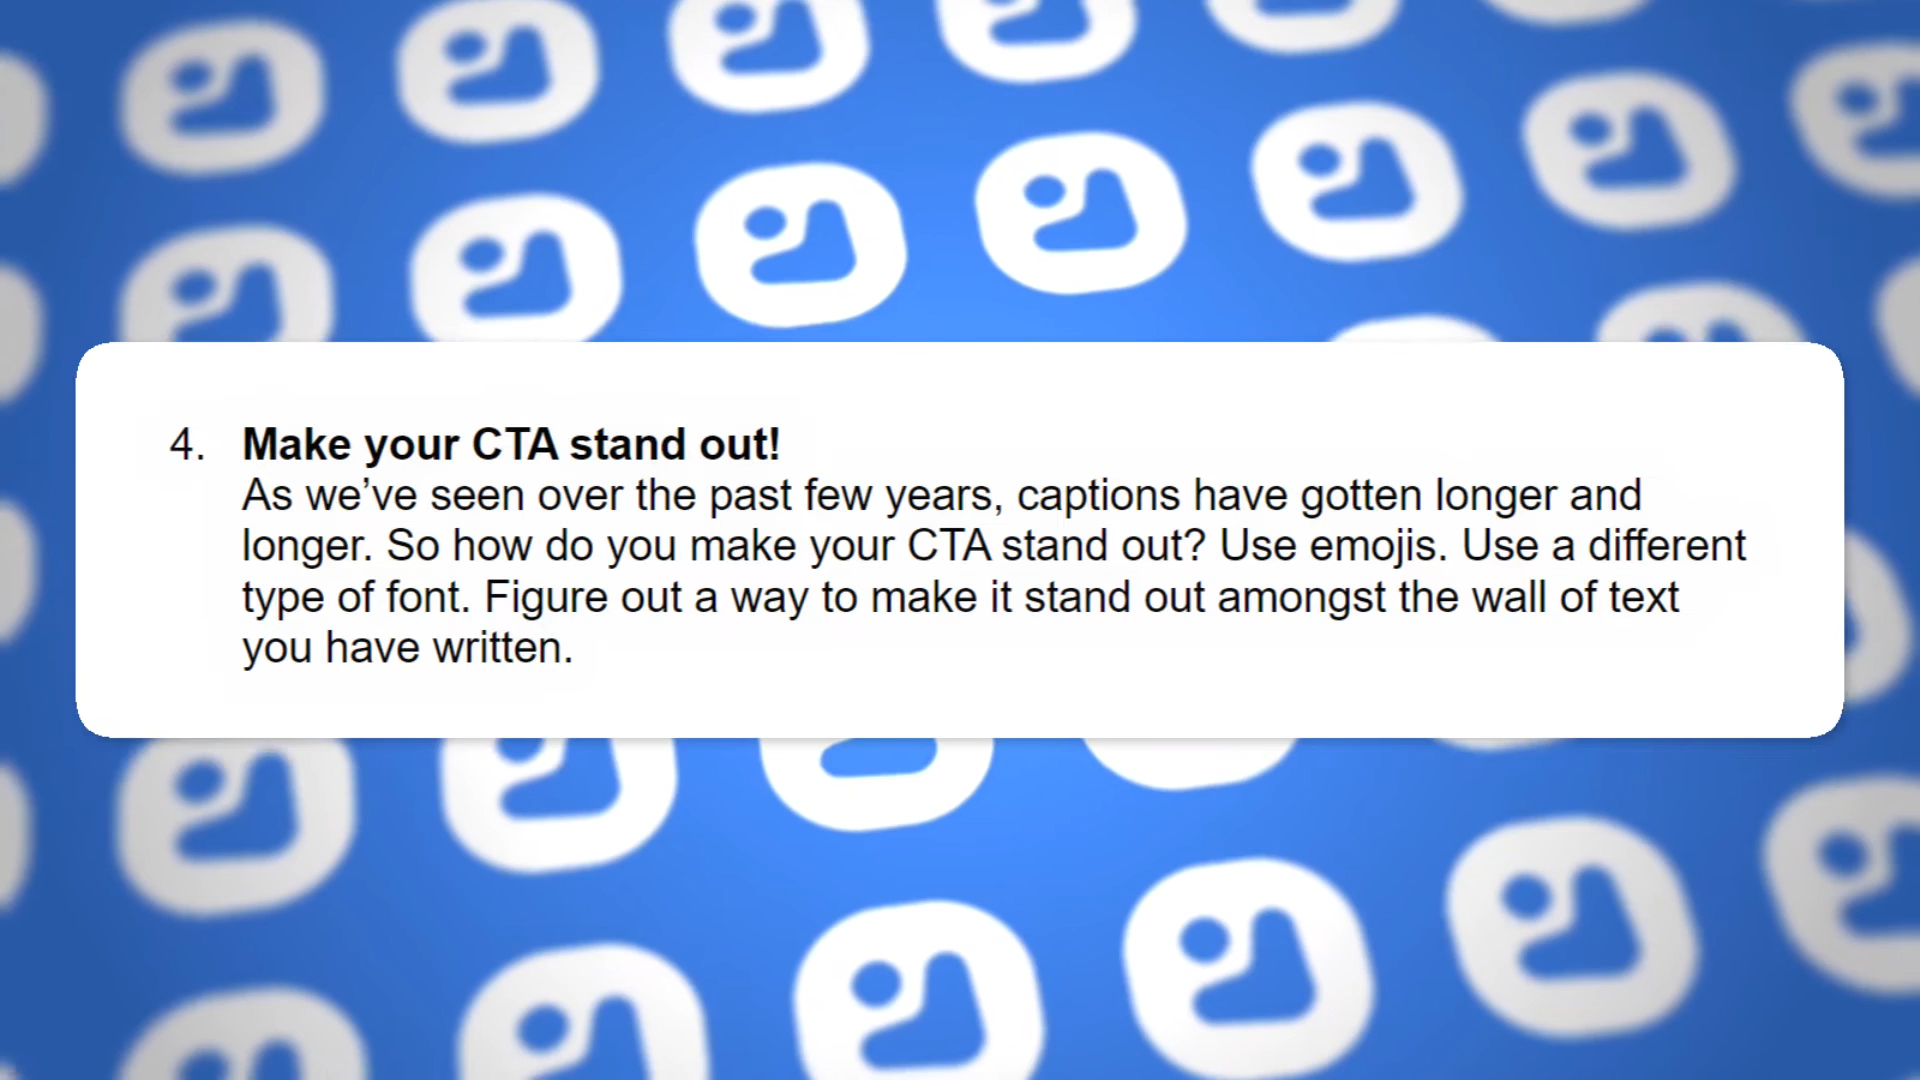 4. Make your CTA stand out!
As we’ve seen over the past few years, captions have gotten longer and
longer. So how do you make your CTA stand out? Use emojis. Use a different
type of font. Figure out a way to make it stand out amongst the wall of text
you have written.